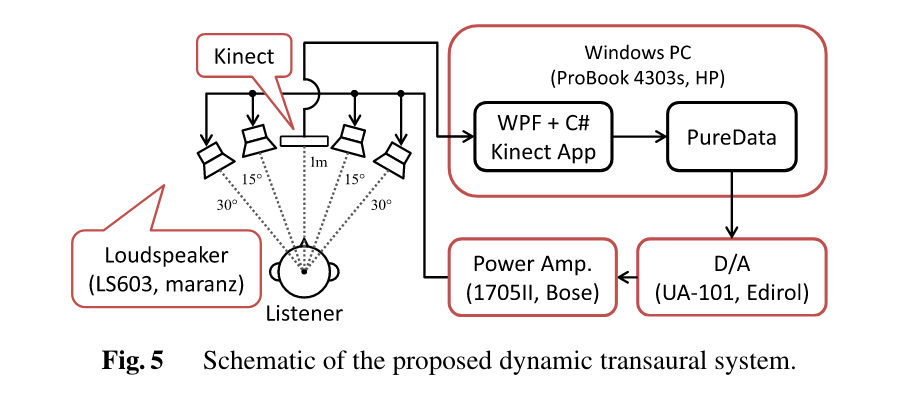 Kinect
Windows PC
(ProBook 4303s, HP)
WPF + C#
Kinect App
PureData
1m
15°
15°
30°
30°
Loudspeaker
(LS603, maranz)
Listener
Power Amp.
(1705II, Bose)
D/A
(UA-101, Edirol)
Fig. 5 Schematic of the proposed dynamic transaural system.